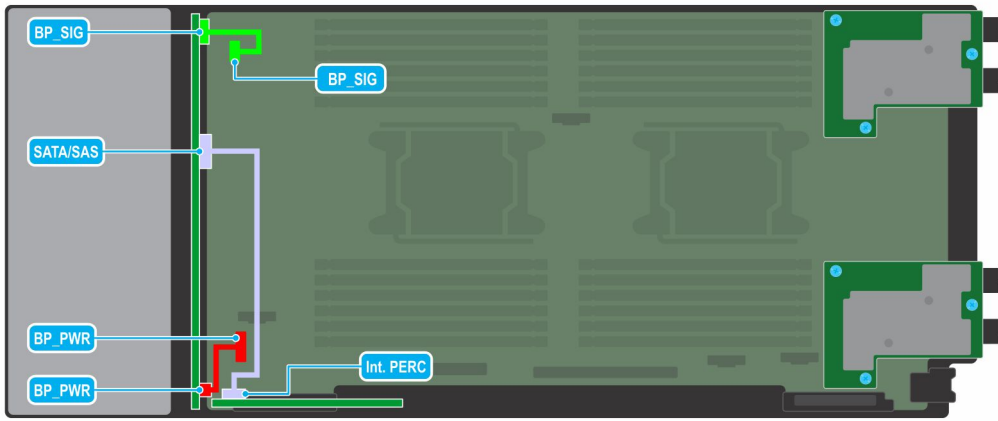 BP_SIG
BP_SIG
SATA/SAS
BP_PWR
Int. PERC
BP_PWR